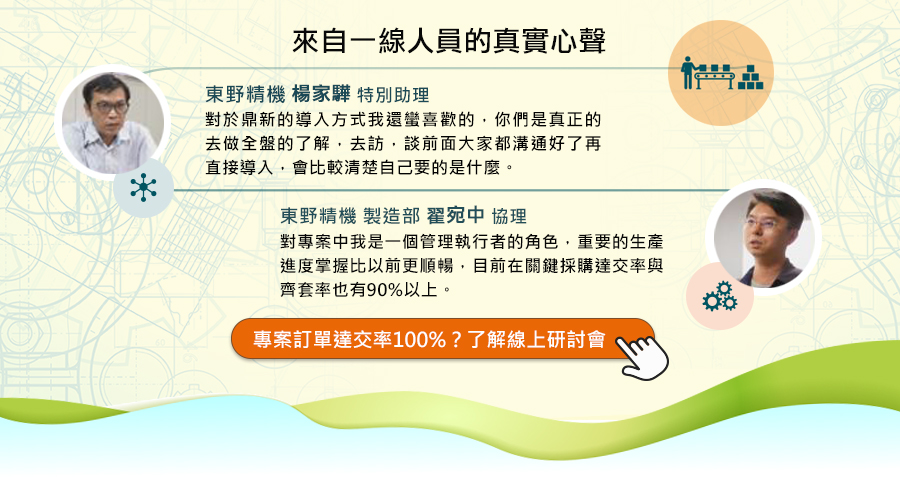 來自一線人員的真實心聲
東野精機 楊家驊 特別助理
對於鼎新的導入方式我還蠻喜歡的，你們是真正的
去做全盤的了解，去訪，談前面大家都溝通好了再
直接導入，會比較清楚自己要的是什麼。
東野精機 製造部 翟宛中 協理
對專案中我是一個管理執行者的角色，重要的生產
進度掌握比以前更順暢，目前在關鍵採購達交率與
齊套率也有90%以上。
專案訂單達交率100%？了解線上研討會